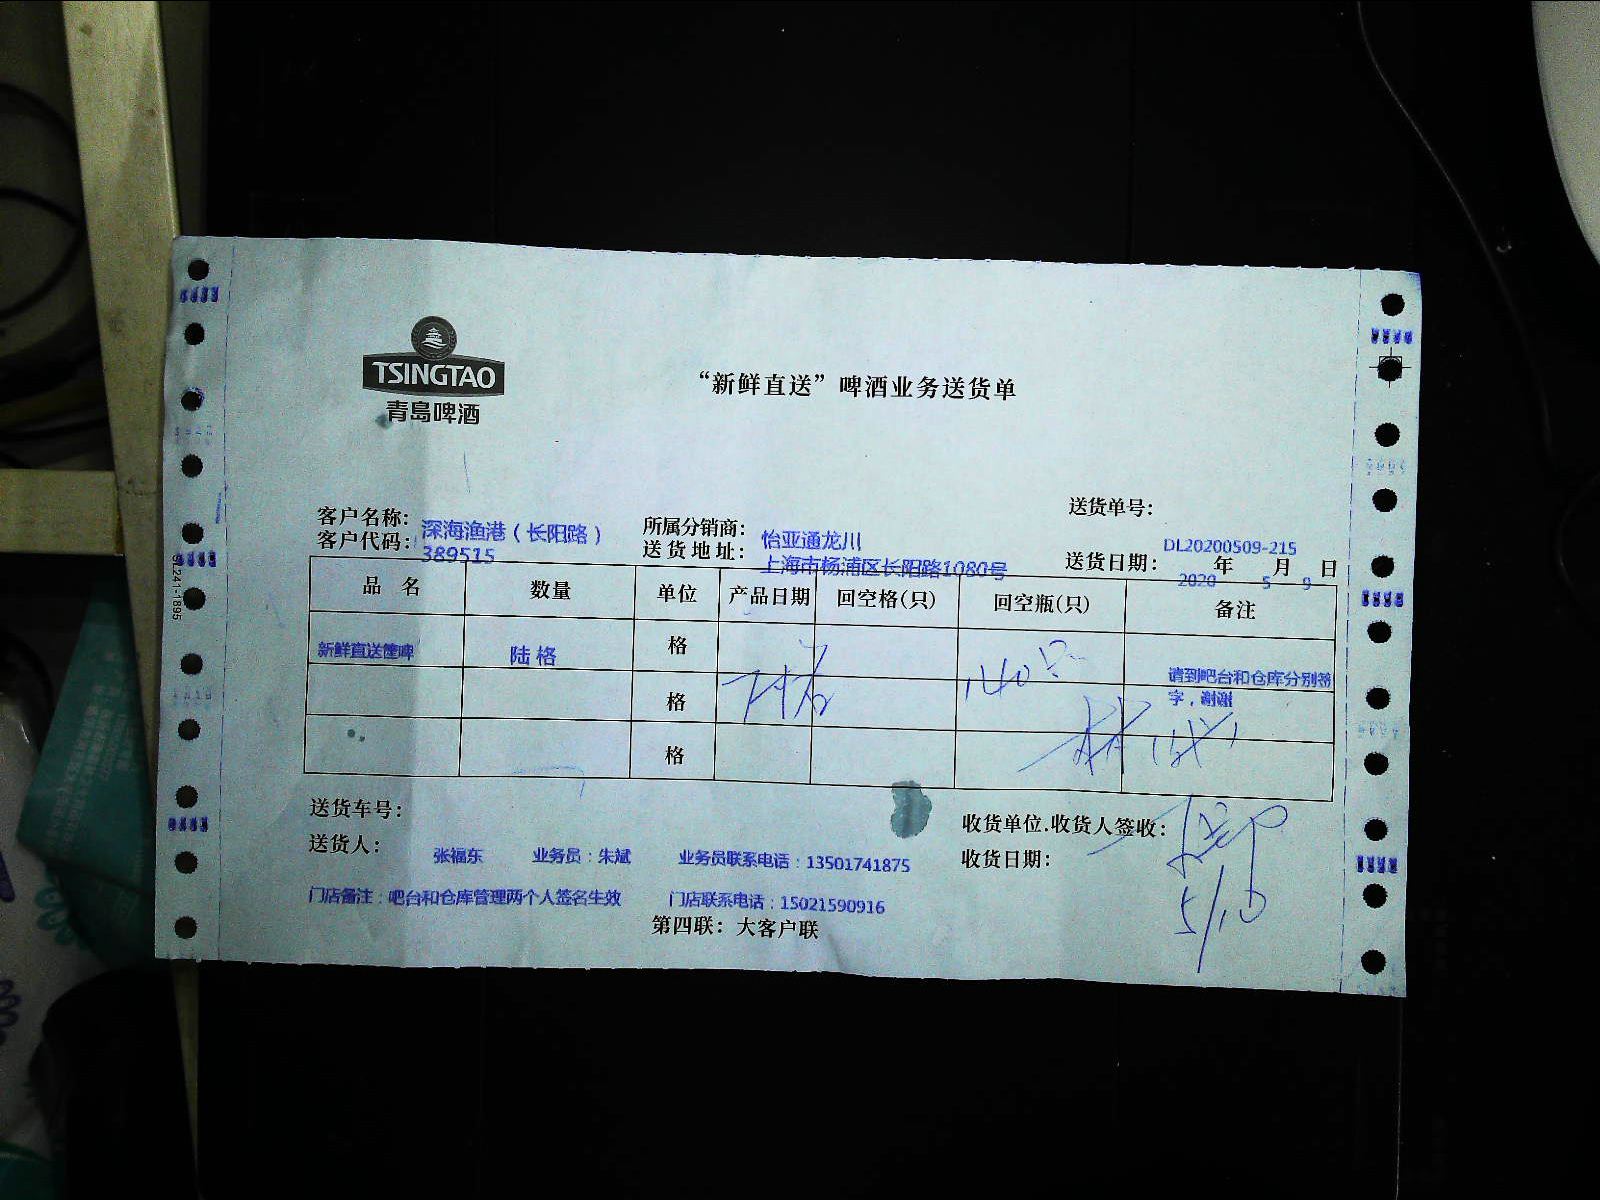 TSINGTAO
青岛啤酒
“新鲜直送”啤酒业务送货单
送货单号：
DL20200509-215
客户名称： 深海渔港（长阳路） 所属分销商： 怡亚通龙川
客户代码： 389515 送货地址： 上海市杨浦区长阳路1080号 送货日期： 2020 年 5 月 9 日
品 名 数量 单位 产品日期 回空格(只) 回空瓶(只) 备注
新鲜直送箧啤 陆格 格 请到吧台和仓库分别签
格 140只 字，谢谢
格
送货车号：
收货单位.收货人签收：
送货人： 张福东 业务员：朱斌 业务员联系电话：13501741875 收货日期： 5/10
门店备注：吧台和仓库管理两个人签名生效 门店联系电话：15021590916
第四联：大客户联
241-1895